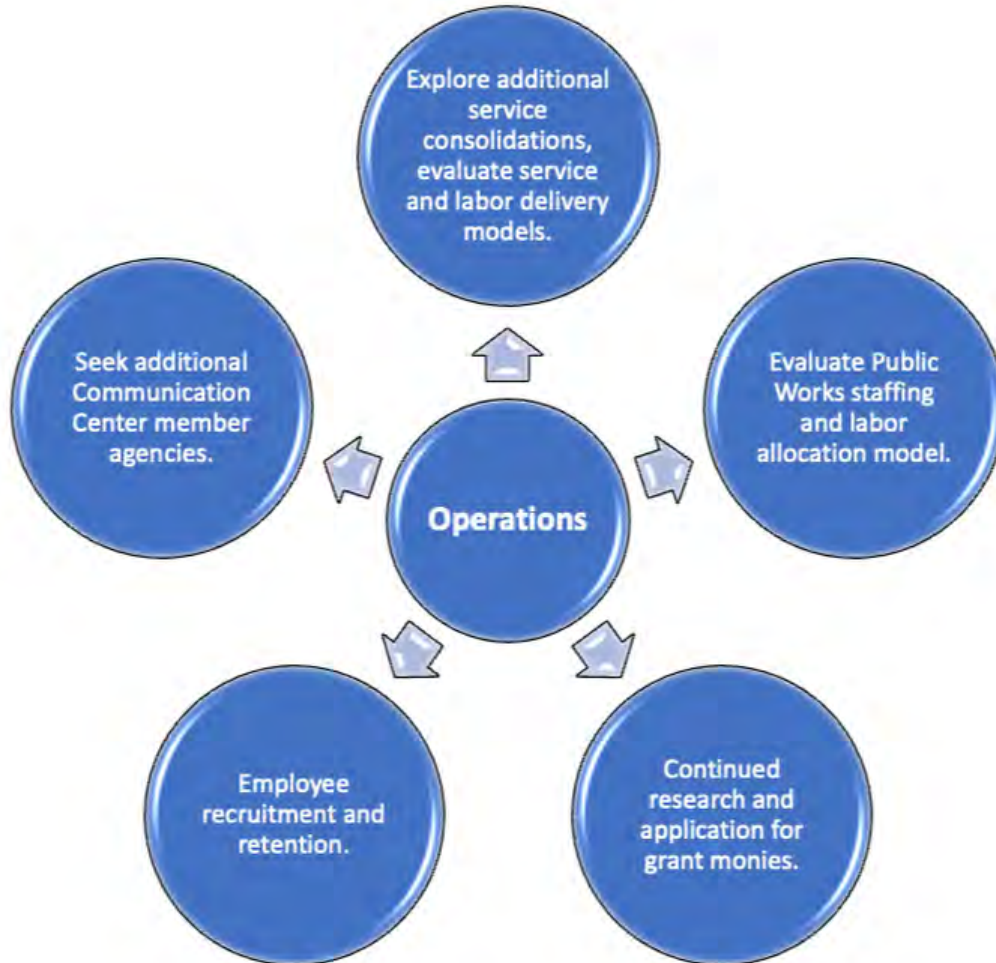 Explore additional
service
consolidations,
evaluate service
and labor delivery
models.
Seek additional
Communication
Center member
agencies.
Evaluate Public
Works staffing
and labor
allocation model.
Operations
Employee
recruitment and
retention.
Continued
research and
application for
grant monies.